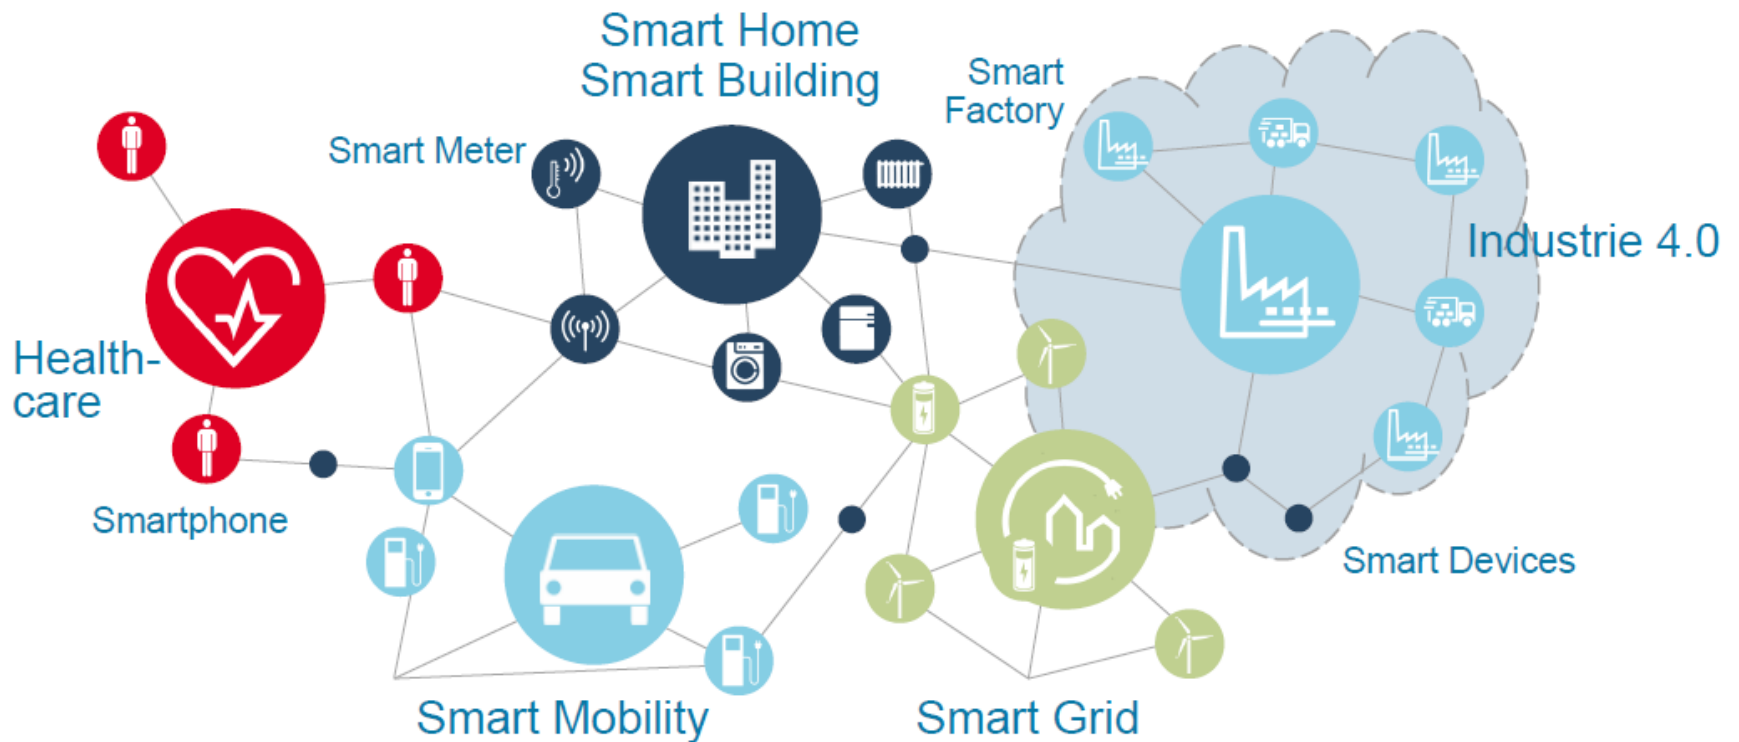 Smart Home
Smart Building
Smart
Factory
Smart Meter
Industrie 4.0
Health-
care
Smartphone
Smart Devices
Smart Mobility
Smart Grid